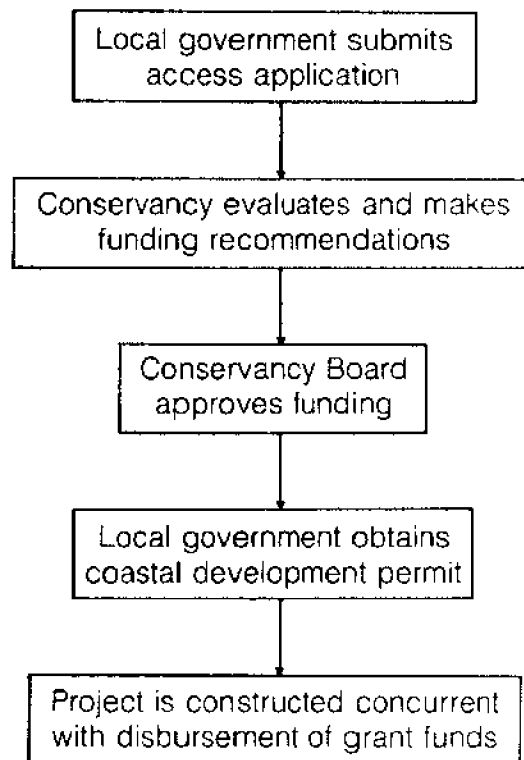 Local government submits
access application
Conservancy evaluates and makes
funding recommendations
Conservancy Board
approves funding
Local government obtains
coastal development permit
Project is constructed concurrent
with disbursement of grant funds